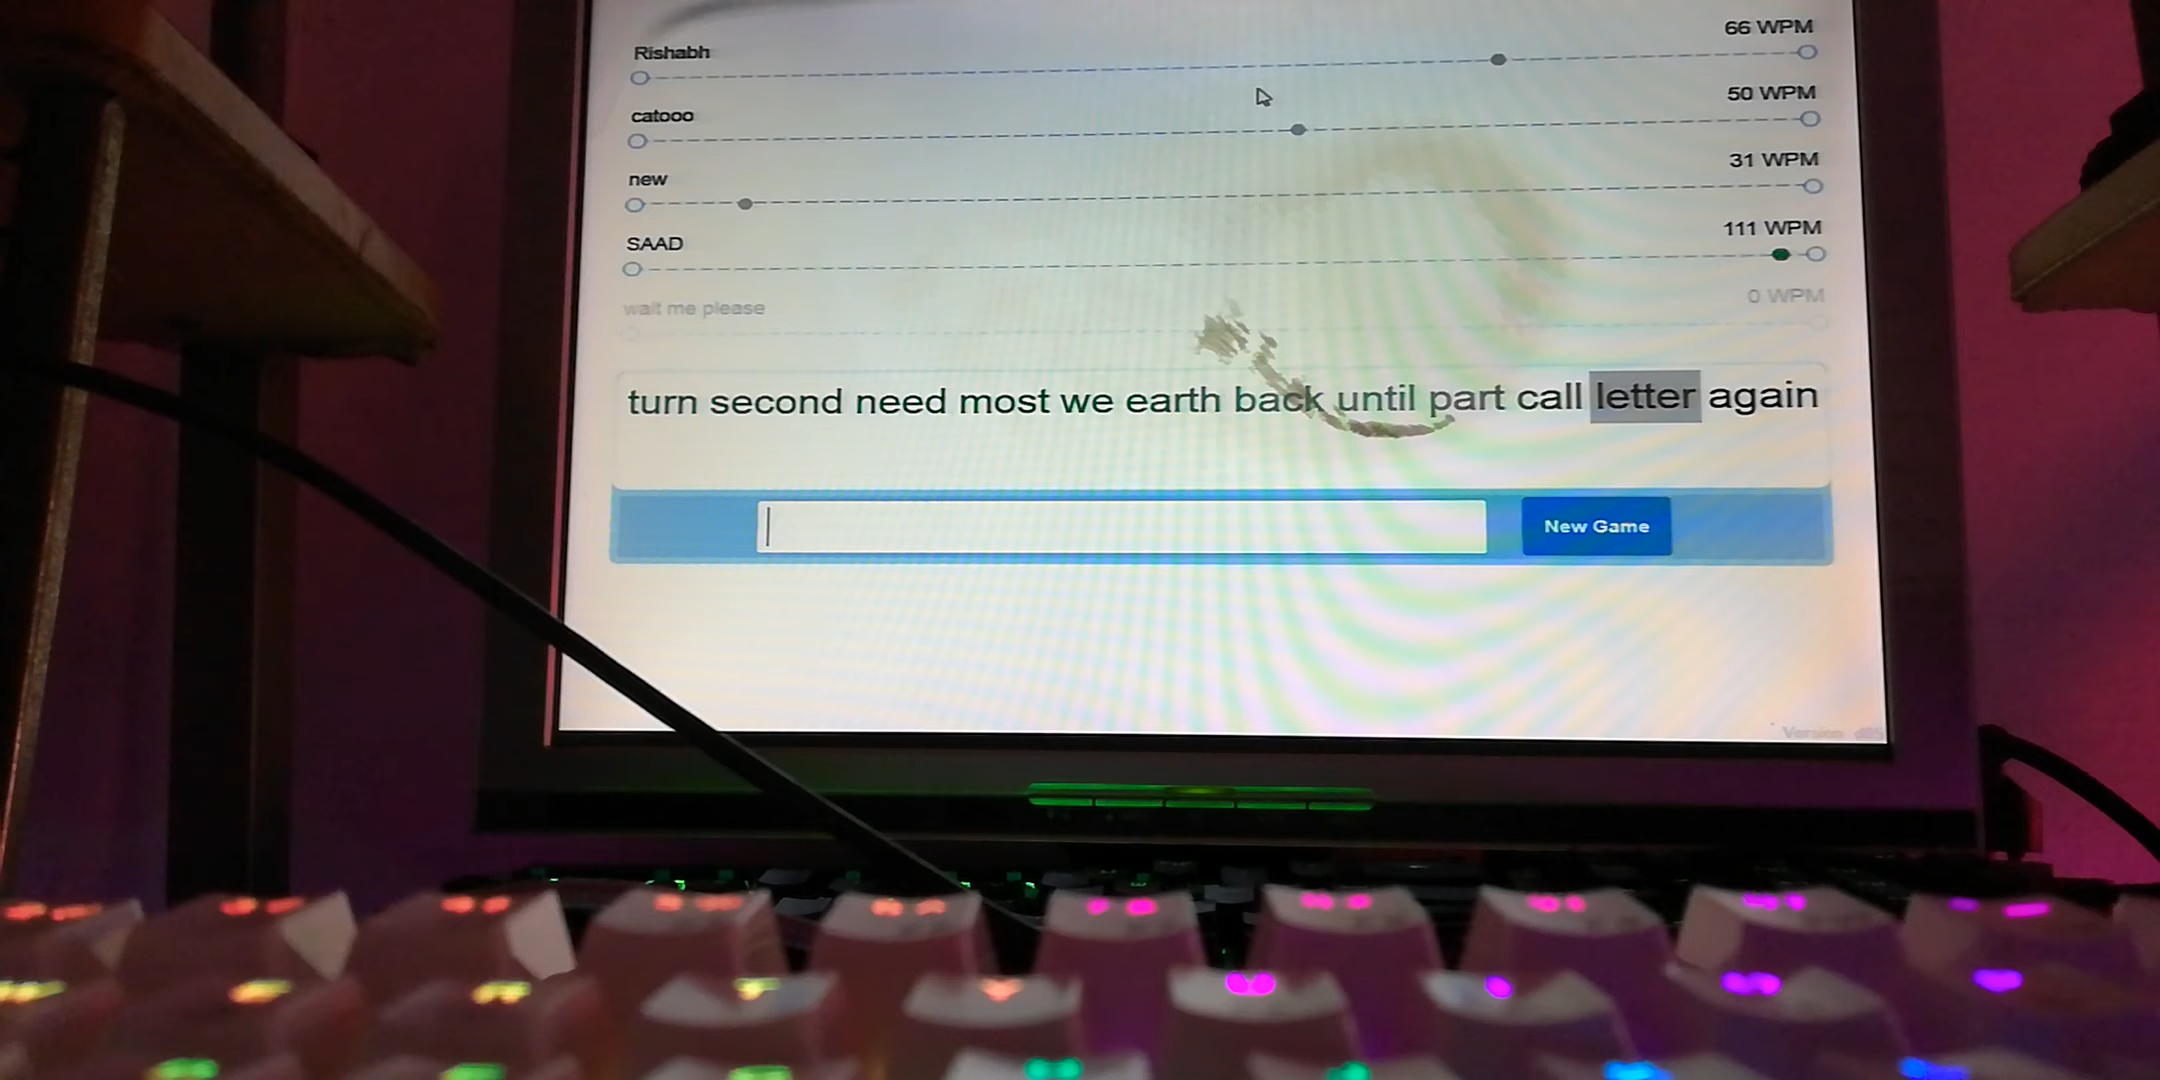 Rishabh 66 WPM
catooo 50 WPM
new 31 WPM
SAAD 111 WPM
wait me please 0 WPM
turn second need most we earth back until part call letter again
New Game
Version